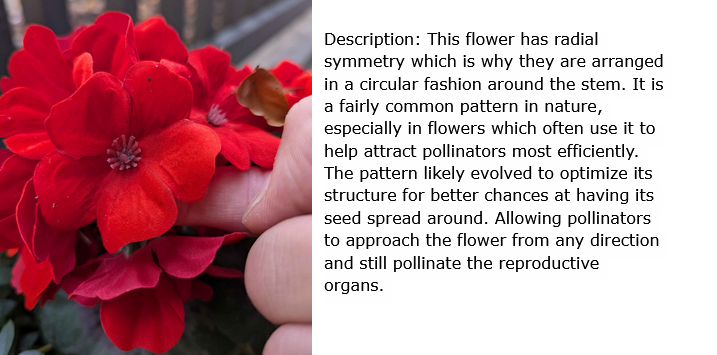 Description: This flower has radial
symmetry which is why they are arranged
in a circular fashion around the stem. It is
a fairly common pattern in nature,
especially in flowers which often use it to
help attract pollinators most efficiently.
The pattern likely evolved to optimize its
structure for better chances at having its
seed spread around. Allowing pollinators
to approach the flower from any direction
and still pollinate the reproductive
organs.